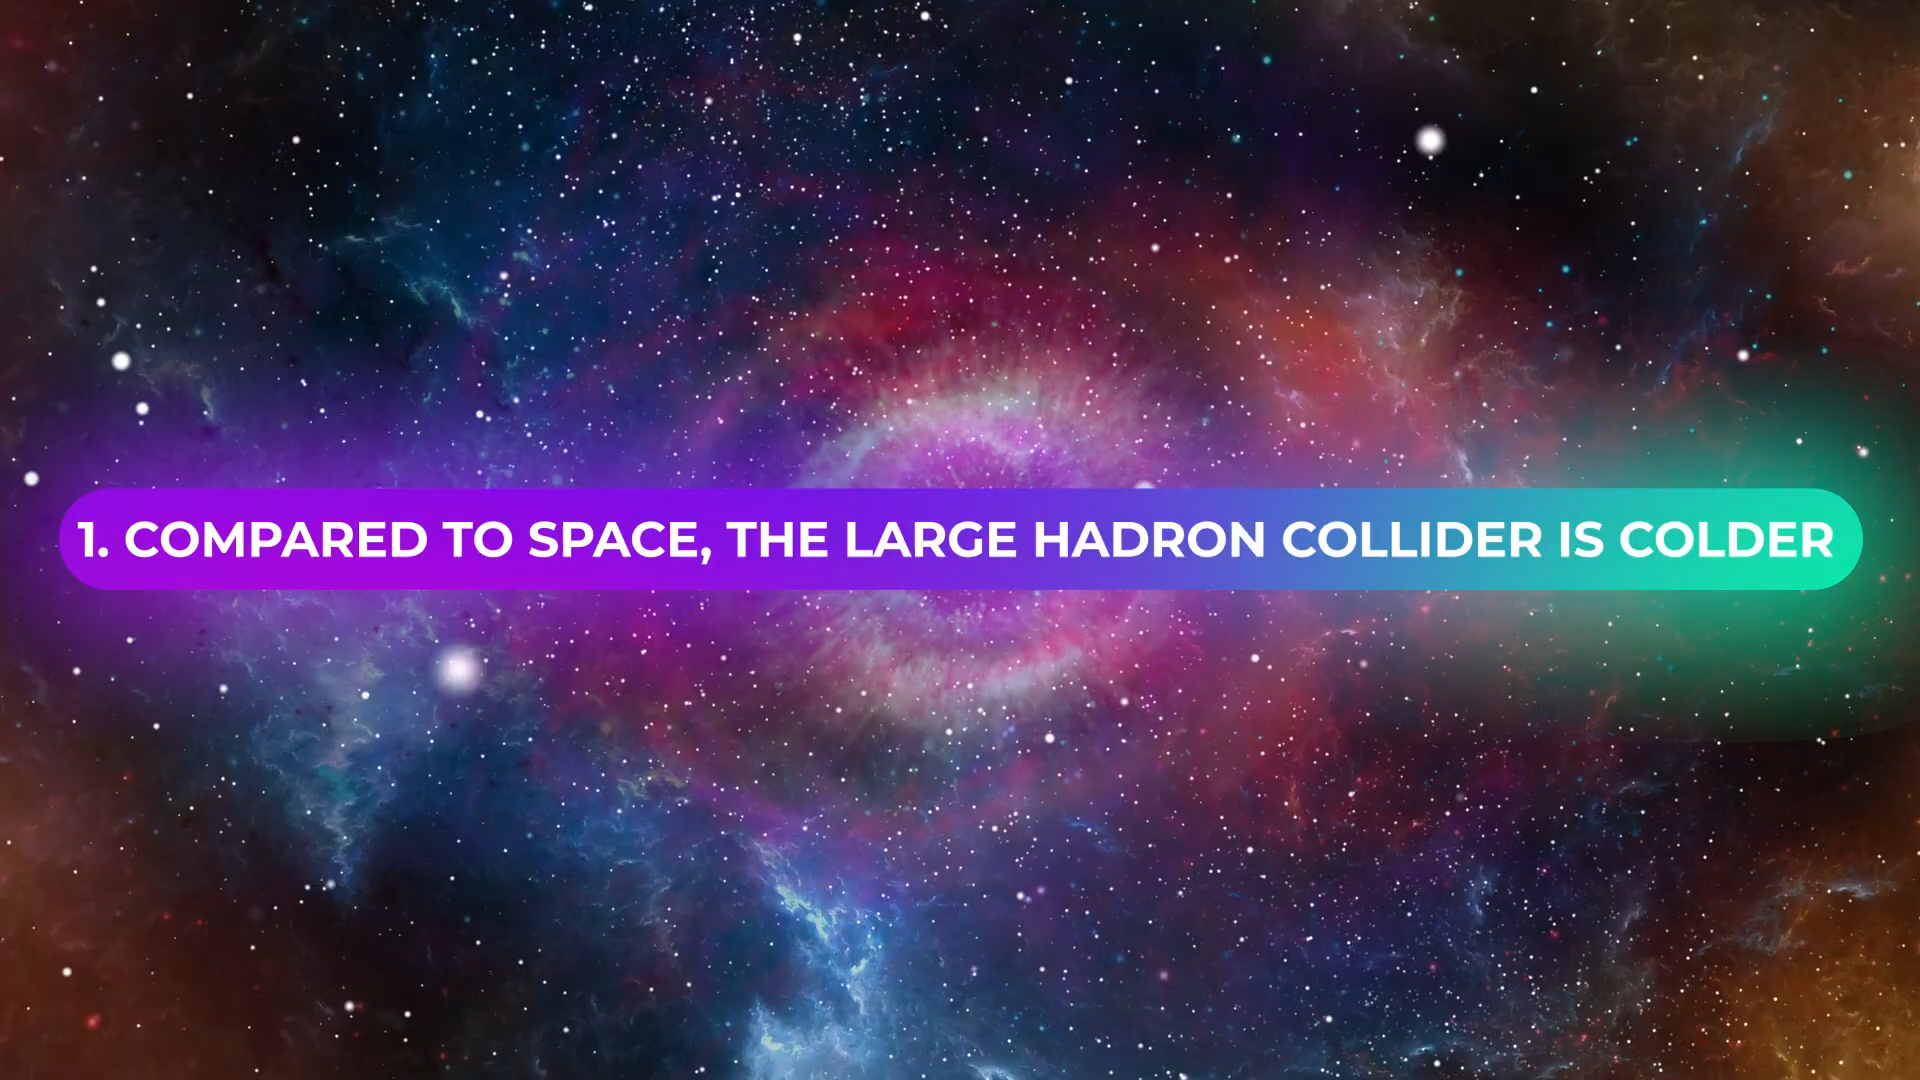 1. COMPARED TO SPACE, THE LARGE HADRON COLLIDER IS COLDER